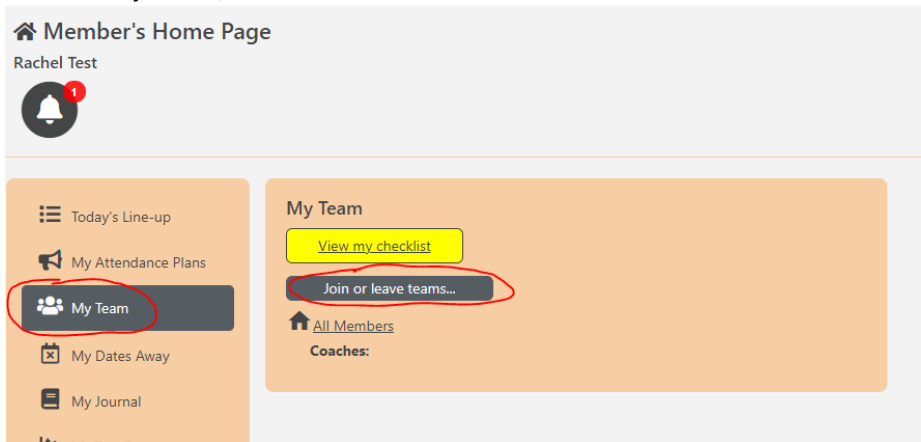 Member's Home Page
Rachel Test
1
Today's Line-up
My Attendance Plans
My Team
My Dates Away
My Journal
My Team
View my checklist
Join or leave teams...
All Members
Coaches: